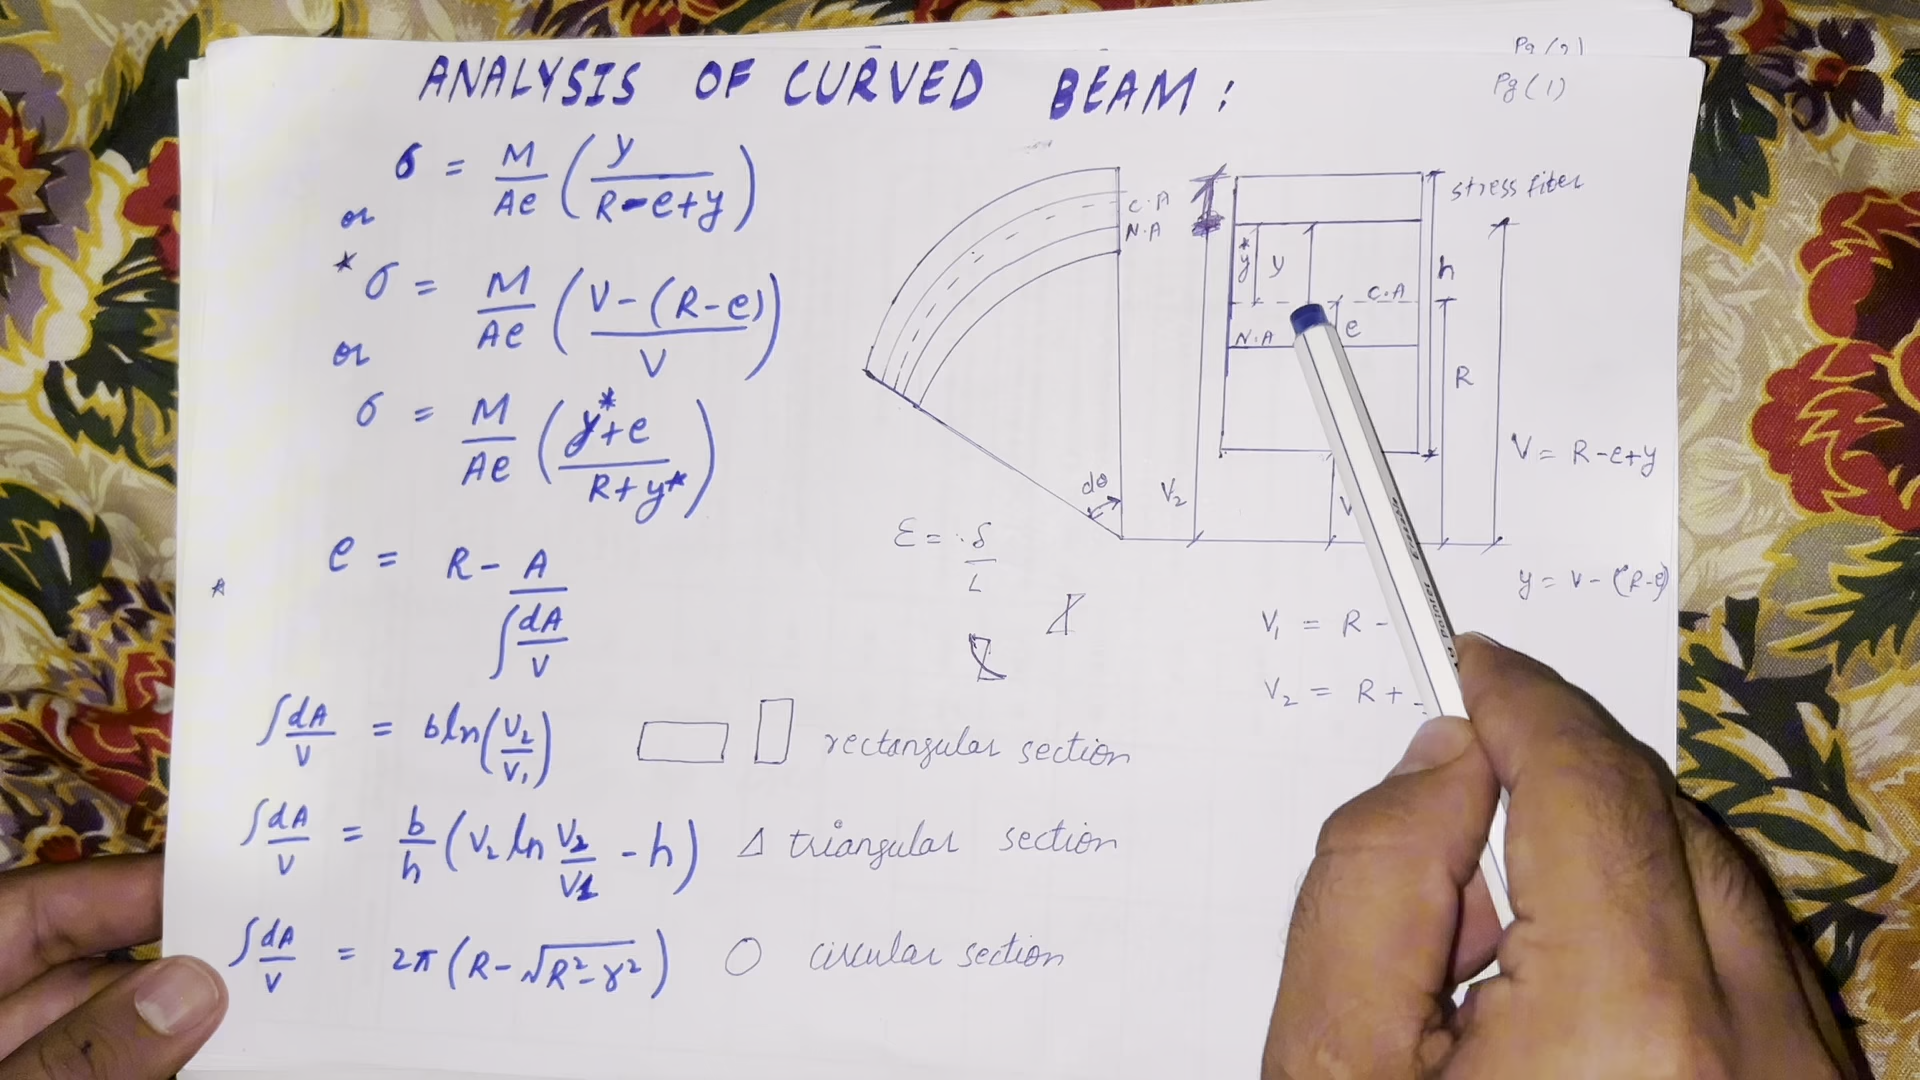 Pg (2)
Pg (1)
ANALYSIS OF CURVED BEAM :
σ = M/Ae ( y / R-e+y )
or
* σ = M/Ae ( V-(R-e) / V )
or
σ = M/Ae ( y*+e / R+y* )
* e = R - A / ∫dA/V
∫dA/V = b ln(V₂/V₁) rectangular section
∫dA/V = b/h (V₂ ln V₂/V₁ - h) Δ triangular section
∫dA/V = 2π (R-√R²-r²) ○ circular section
C.A
N.A
dθ
ε = δ/L
V₂
y*
y
C.A
N.A
e
V
h
R
stress fiber
V = R-e+y
y = V-(R-e)
V₁ = R -
V₂ = R +
Pointer